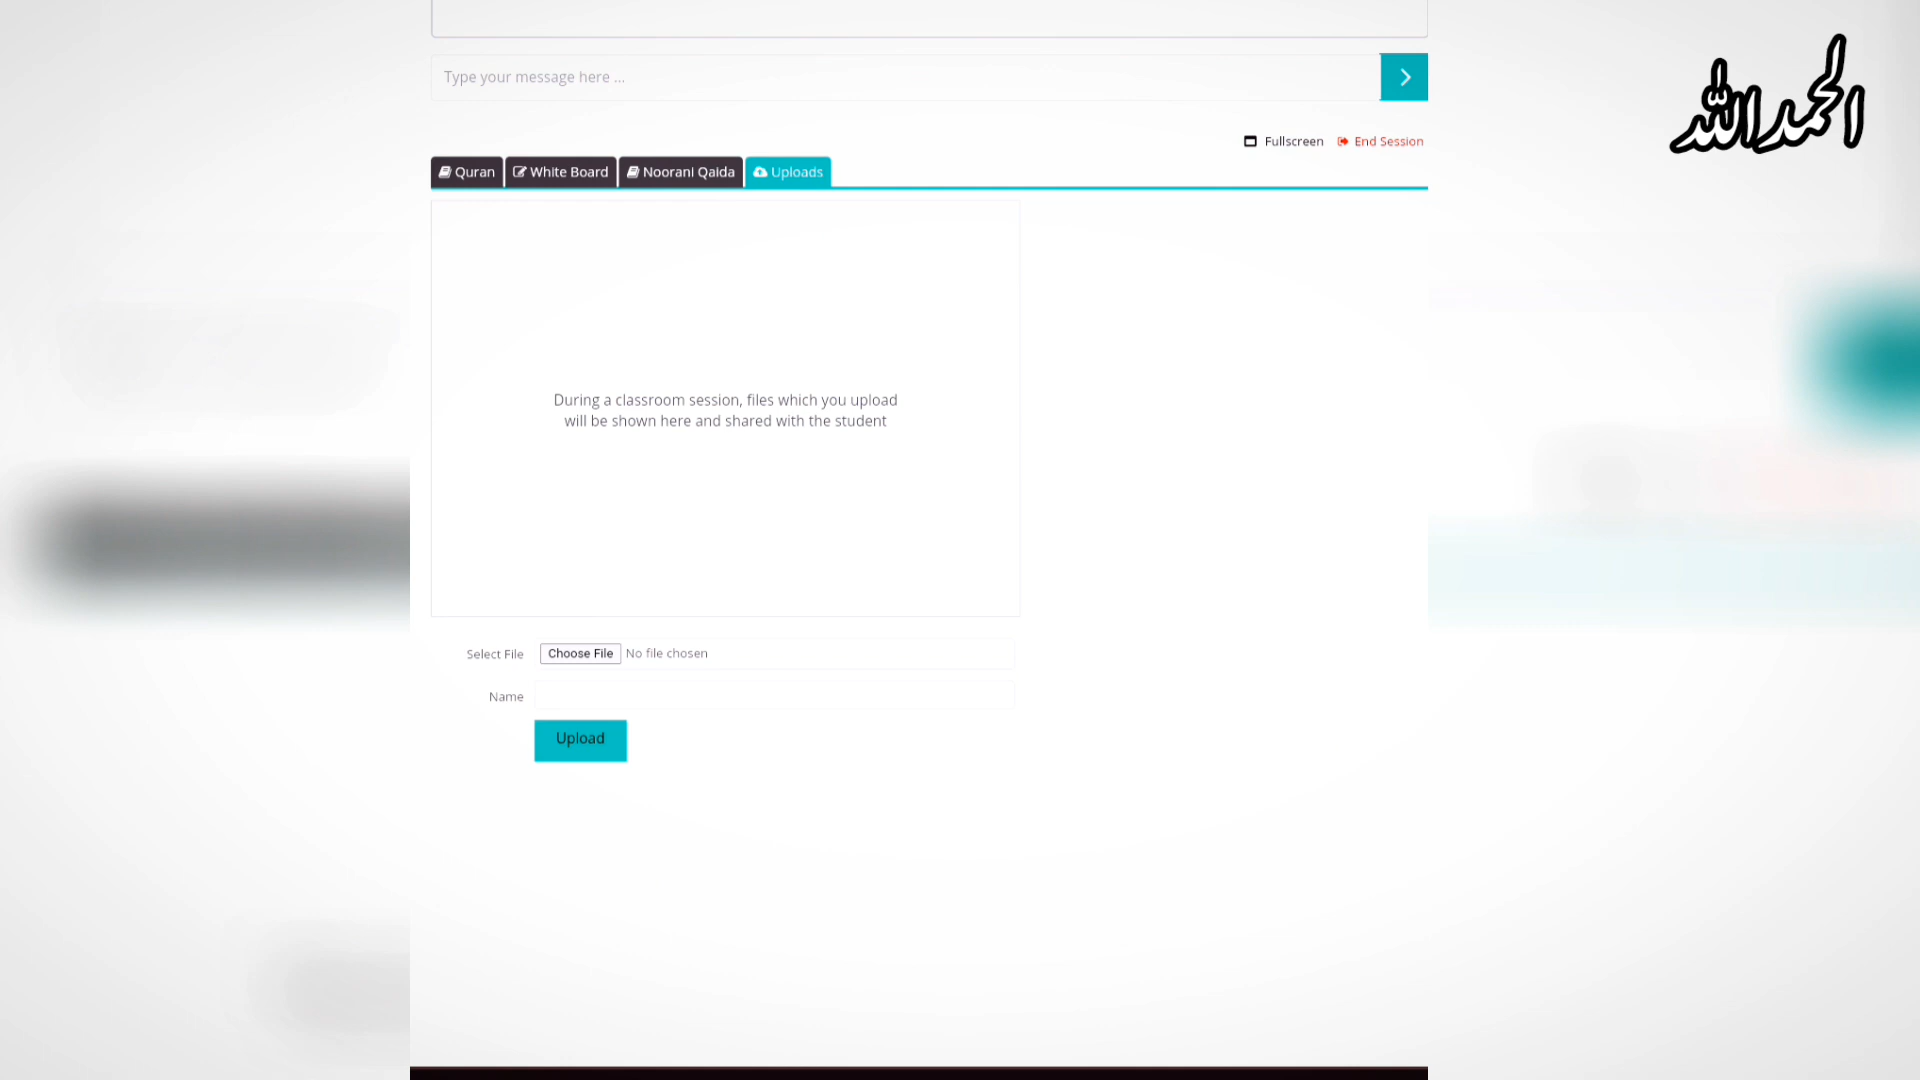 Type your message here ...
الحمدلله
Fullscreen End Session
Quran White Board Noorani Qaida Uploads
During a classroom session, files which you upload
will be shown here and shared with the student
Select File Choose File No file chosen
Name
Upload